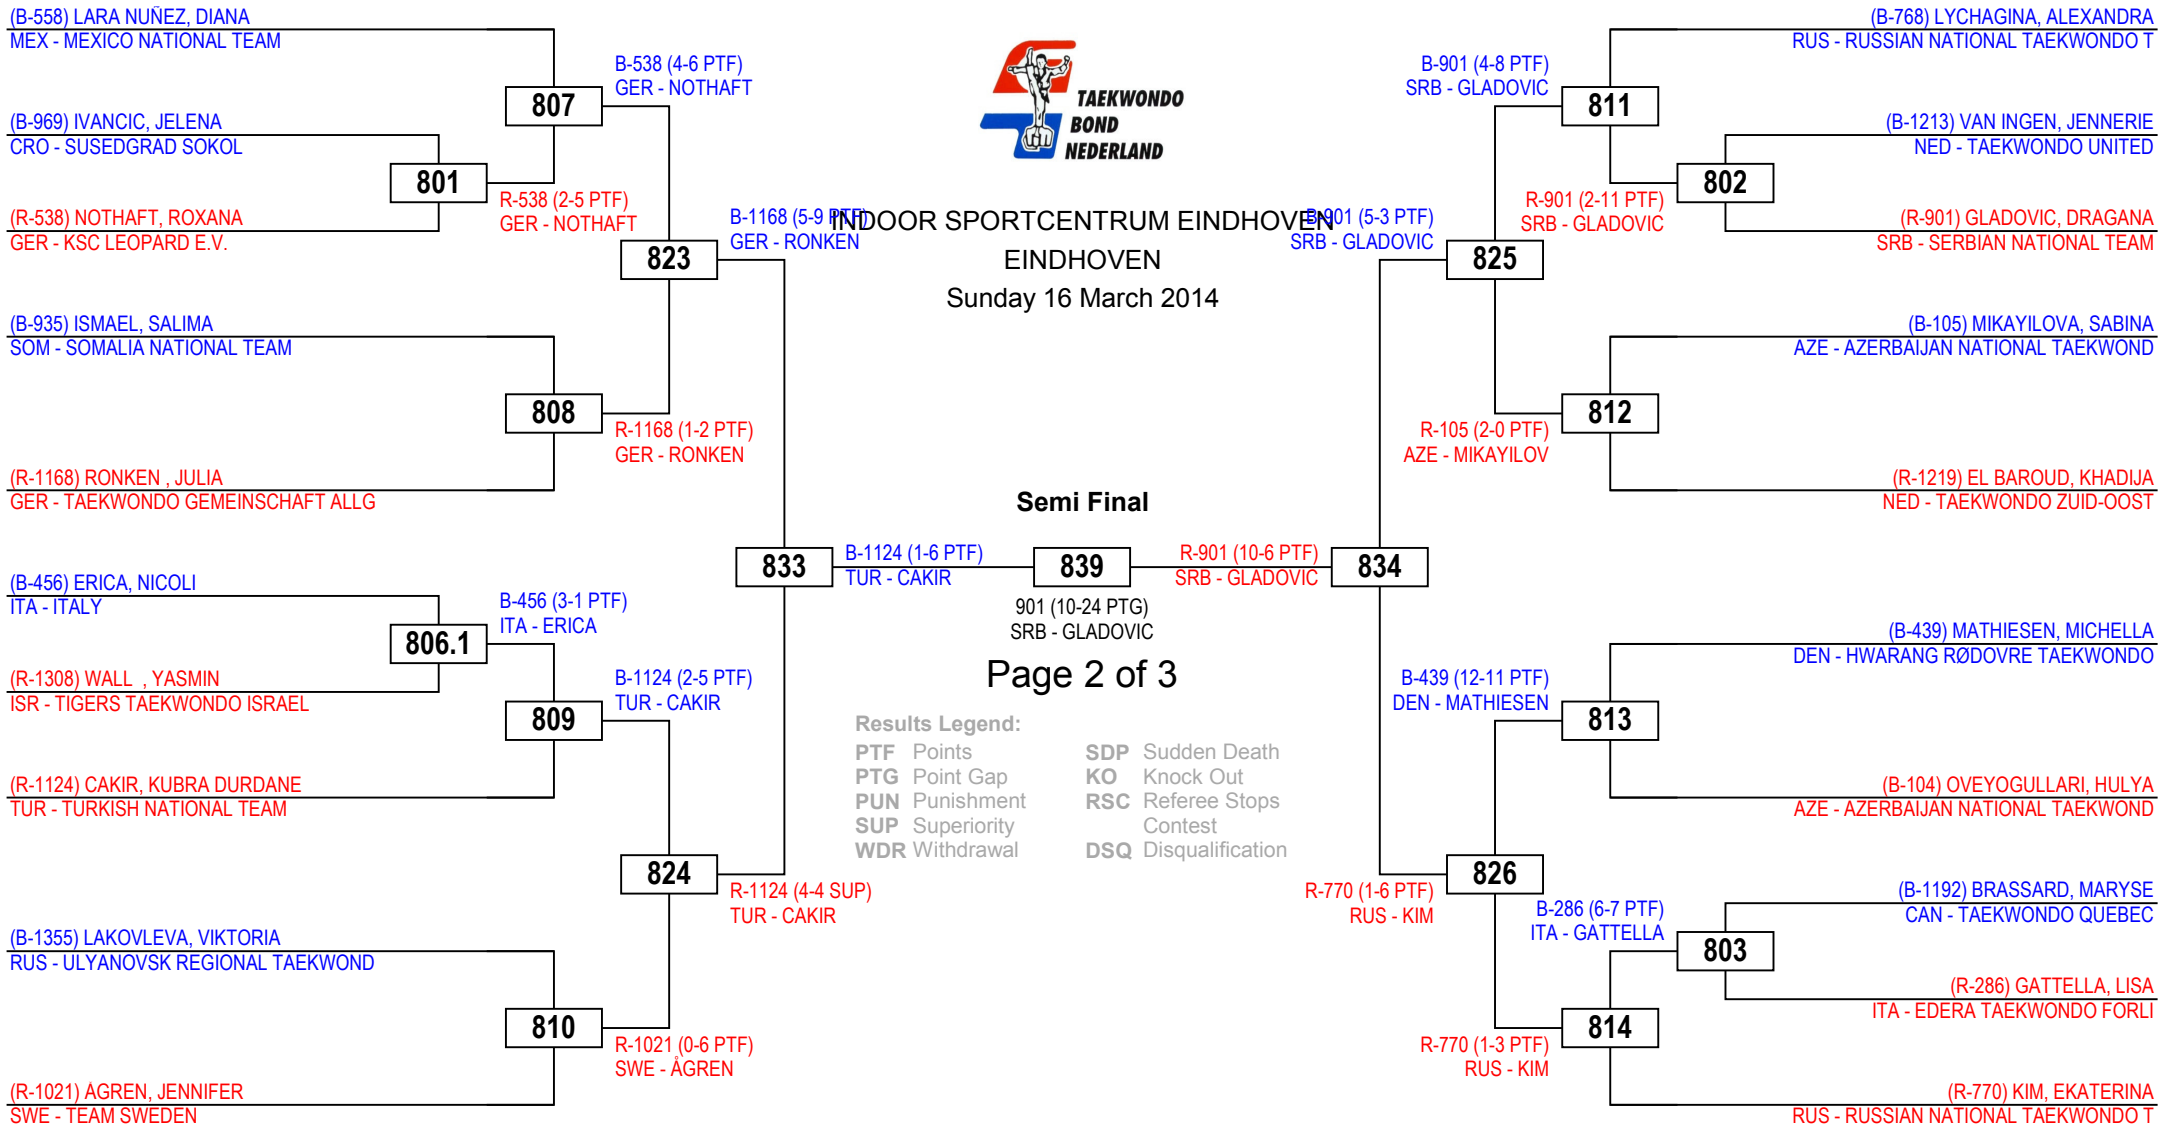 (B-558) LARA NUÑEZ, DIANA
MEX - MEXICO NATIONAL TEAM
(B-969) IVANCIC, JELENA
CRO - SUSEDGRAD SOKOL
(R-538) NOTHAFT, ROXANA
GER - KSC LEOPARD E.V.
(B-935) ISMAEL, SALIMA
SOM - SOMALIA NATIONAL TEAM
(R-1168) RONKEN , JULIA
GER - TAEKWONDO GEMEINSCHAFT ALLG
(B-456) ERICA, NICOLI
ITA - ITALY
(R-1308) WALL , YASMIN
ISR - TIGERS TAEKWONDO ISRAEL
(R-1124) CAKIR, KUBRA DURDANE
TUR - TURKISH NATIONAL TEAM
(B-1355) LAKOVLEVA, VIKTORIA
RUS - ULYANOVSK REGIONAL TAEKWOND
(R-1021) ÅGREN, JENNIFER
SWE - TEAM SWEDEN
801
R-538 (2-5 PTF)
GER - NOTHAFT
806.1
B-456 (3-1 PTF)
ITA - ERICA
807
B-538 (4-6 PTF)
GER - NOTHAFT
808
R-1168 (1-2 PTF)
GER - RONKEN
809
B-1124 (2-5 PTF)
TUR - CAKIR
810
R-1021 (0-6 PTF)
SWE - ÅGREN
823
B-1168 (5-9 PTF)
GER - RONKEN
824
R-1124 (4-4 SUP)
TUR - CAKIR
833
B-1124 (1-6 PTF)
TUR - CAKIR
TAEKWONDO
BOND
NEDERLAND
INDOOR SPORTCENTRUM EINDHOVEN
EINDHOVEN
Sunday 16 March 2014
Semi Final
839
901 (10-24 PTG)
SRB - GLADOVIC
Page 2 of 3
Results Legend:
PTF Points
PTG Point Gap
PUN Punishment
SUP Superiority
WDR Withdrawal
SDP Sudden Death
KO Knock Out
RSC Referee Stops
Contest
DSQ Disqualification
R-901 (10-6 PTF)
SRB - GLADOVIC
834
B-901 (5-3 PTF)
SRB - GLADOVIC
825
R-770 (1-6 PTF)
RUS - KIM
826
B-901 (4-8 PTF)
SRB - GLADOVIC
811
R-105 (2-0 PTF)
AZE - MIKAYILOV
812
B-439 (12-11 PTF)
DEN - MATHIESEN
813
R-770 (1-3 PTF)
RUS - KIM
814
R-901 (2-11 PTF)
SRB - GLADOVIC
802
B-286 (6-7 PTF)
ITA - GATTELLA
803
(B-768) LYCHAGINA, ALEXANDRA
RUS - RUSSIAN NATIONAL TAEKWONDO T
(B-1213) VAN INGEN, JENNERIE
NED - TAEKWONDO UNITED
(R-901) GLADOVIC, DRAGANA
SRB - SERBIAN NATIONAL TEAM
(B-105) MIKAYILOVA, SABINA
AZE - AZERBAIJAN NATIONAL TAEKWOND
(R-1219) EL BAROUD, KHADIJA
NED - TAEKWONDO ZUID-OOST
(B-439) MATHIESEN, MICHELLA
DEN - HWARANG RØDOVRE TAEKWONDO
(B-104) OVEYOGULLARI, HULYA
AZE - AZERBAIJAN NATIONAL TAEKWOND
(B-1192) BRASSARD, MARYSE
CAN - TAEKWONDO QUEBEC
(R-286) GATTELLA, LISA
ITA - EDERA TAEKWONDO FORLI
(R-770) KIM, EKATERINA
RUS - RUSSIAN NATIONAL TAEKWONDO T